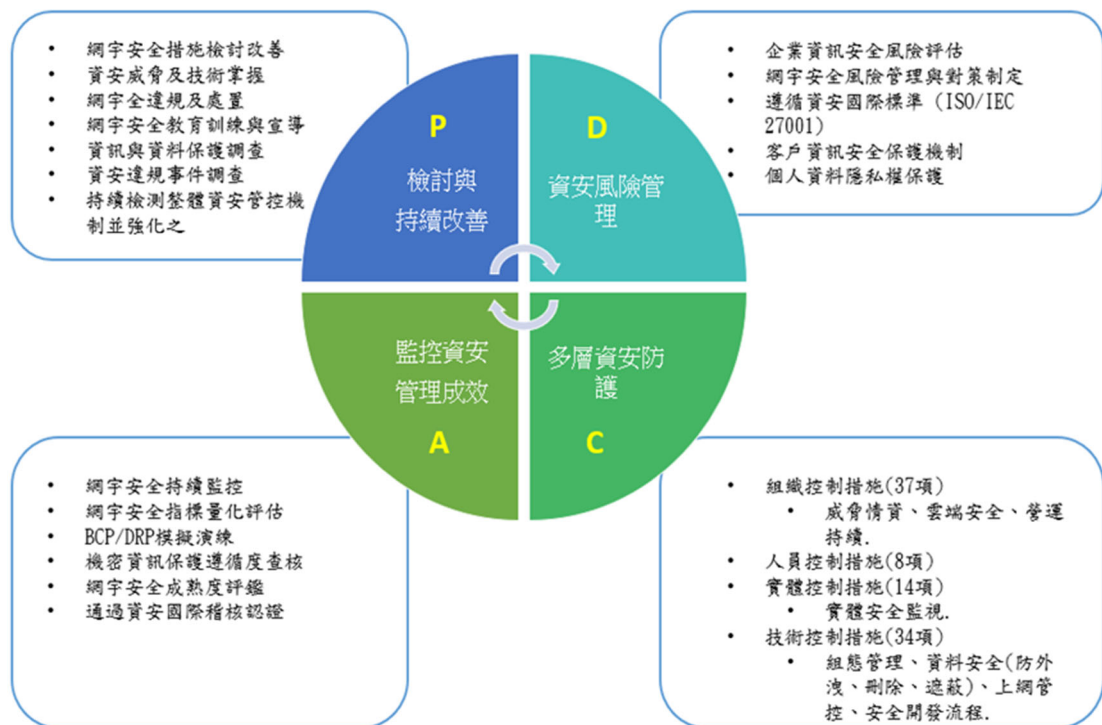 網宇安全措施檢討改善
資安威脅及技術掌握
網宇全違規及處置
網宇安全教育訓練與宣導
資訊與資料保護調查
資安違規事件調查
持續檢測整體資安管控機
制並強化之
P
檢討與
持續改善
D
資安風險管
理
企業資訊安全風險評估
網宇安全風險管理與對策制定
遵循資安國際標準 (ISO/IEC
27001)
客戶資訊安全保護機制
個人資料隱私權保護
監控資安
管理成效
A
多層資安防
護
C
網宇安全持續監控
網宇安全指標量化評估
BCP/DRP模擬演練
機密資訊保護遵循度查核
網宇安全成熟度評鑑
通過資安國際稽核認證
組織控制措施(37項)
威脅情資、雲端安全、營運
持續.
人員控制措施(8項)
實體控制措施(14項)
實體安全監視.
技術控制措施(34項)
組態管理、資料安全(防外
洩、刪除、遮蔽)、上網管
控、安全開發流程.